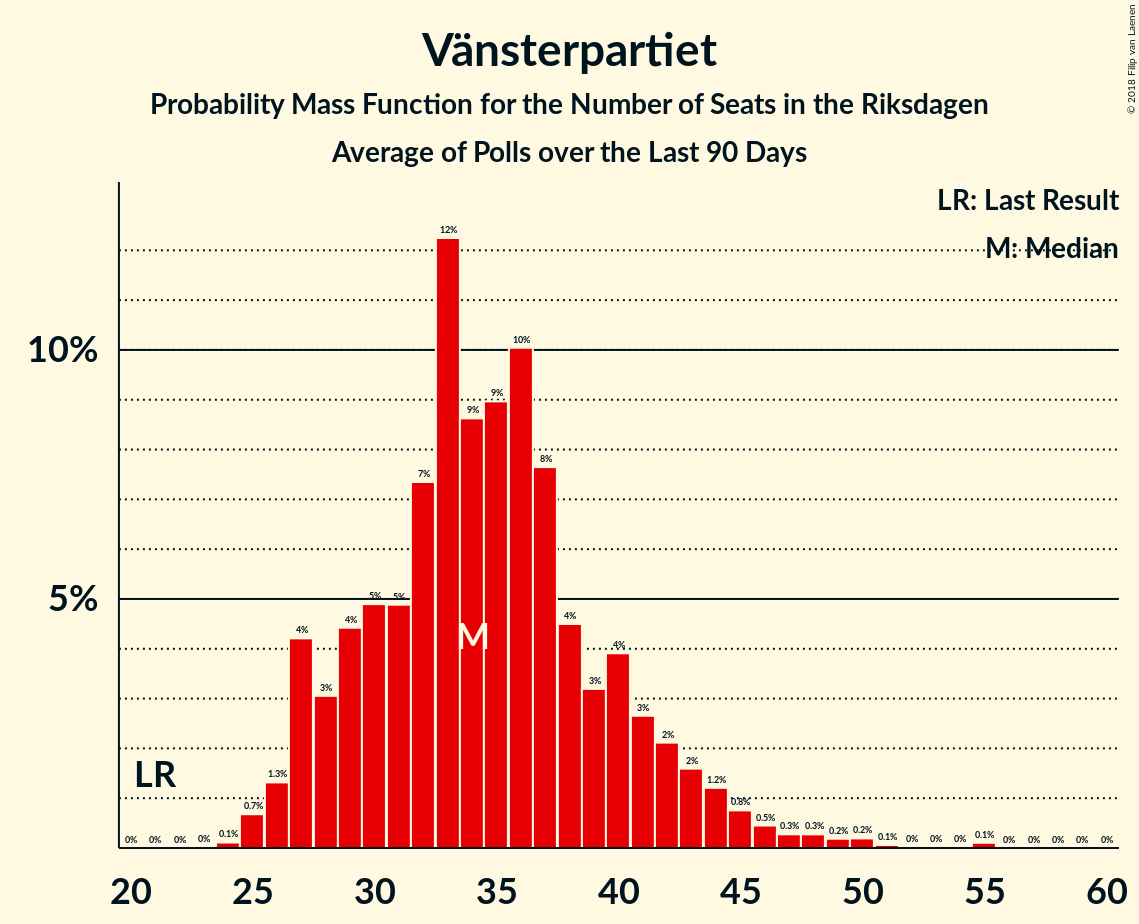 Vänsterpartiet
Probability Mass Function for the Number of Seats in the Riksdagen
Average of Polls over the Last 90 Days
© 2018 Filip van Laenen
LR: Last Result
M: Median
10%
5%
LR
M
0% 0% 0% 0% 0.1% 0.7% 1.3% 4% 3% 4% 5% 5% 7% 12% 9% 9% 10% 8% 4% 3% 4% 3% 2% 2% 1.2% 0.8% 0.5% 0.3% 0.3% 0.2% 0.2% 0.1% 0% 0% 0% 0.1% 0% 0% 0% 0% 0%
20 25 30 35 40 45 50 55 60